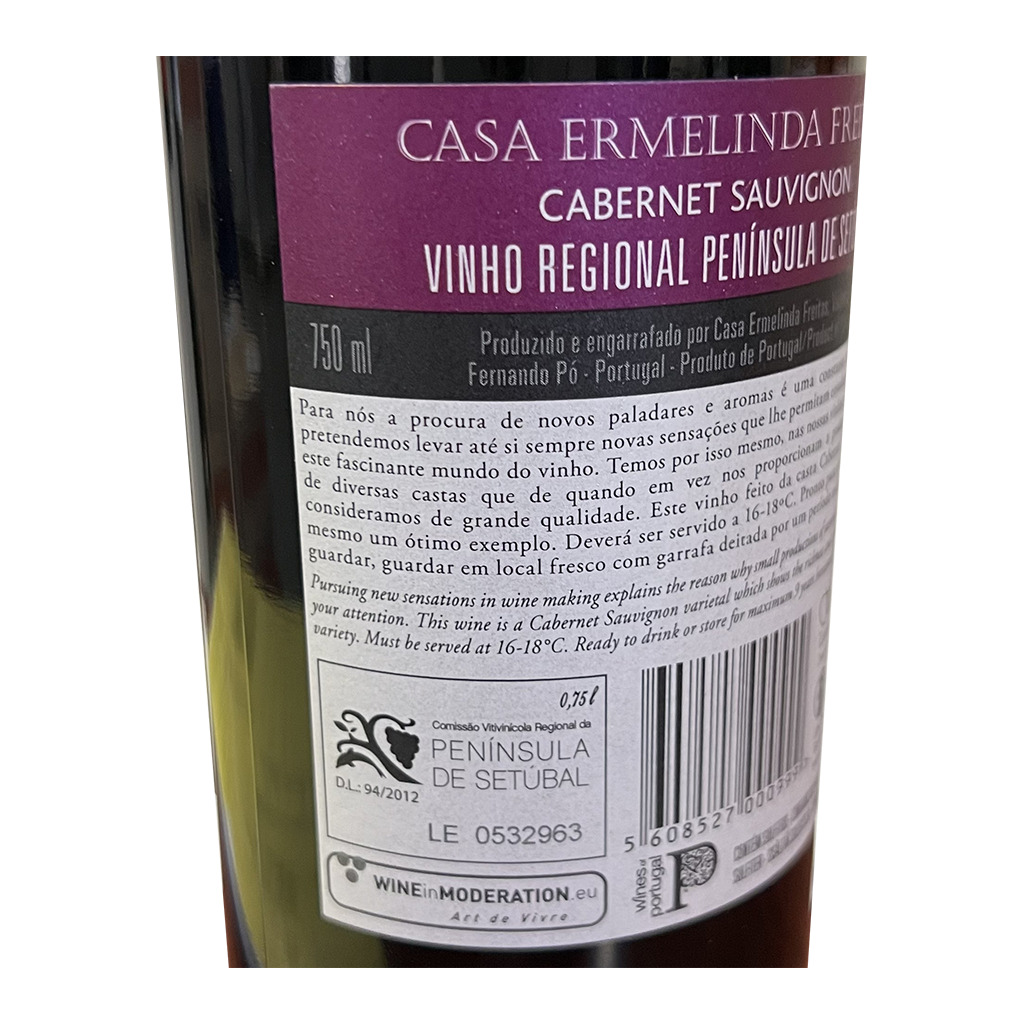 CASA ERMELINDA
CABERNET SAUVIGNON
VINHO REGIONAL PENÍNSULA DE
750 ml
Produzido e engarrafado por Casa Ermelinda Freitas,
Fernando Pó - Portugal - Produto de Portugal/Product of
Para nós a procura de novos paladares e aromas é uma
pretendemos levar até si sempre novas sensações que lhe permitam
este fascinante mundo do vinho. Temos por isso mesmo, nas nossas
de diversas castas que de quando em vez nos proporcionam a
consideramos de grande qualidade. Este vinho feito da casta
mesmo um ótimo exemplo. Deverá ser servido a 16-18ºC. Pronto
guardar, guardar em local fresco com garrafa deitada por um período
Pursuing new sensations in wine making explains the reason why small production of
your attention. This wine is a Cabernet Sauvignon varietal which shows the
variety. Must be served at 16-18°C. Ready to drink or store for maximum 3 years
0,75 ℓ
Comissão Vitivinícola Regional da
PENÍNSULA
DE SETÚBAL
D.L.: 94/2012
LE 0532963
5 608527 000999
WINEinMODERATION.eu
Art de Vivre
wines of
portugal
P